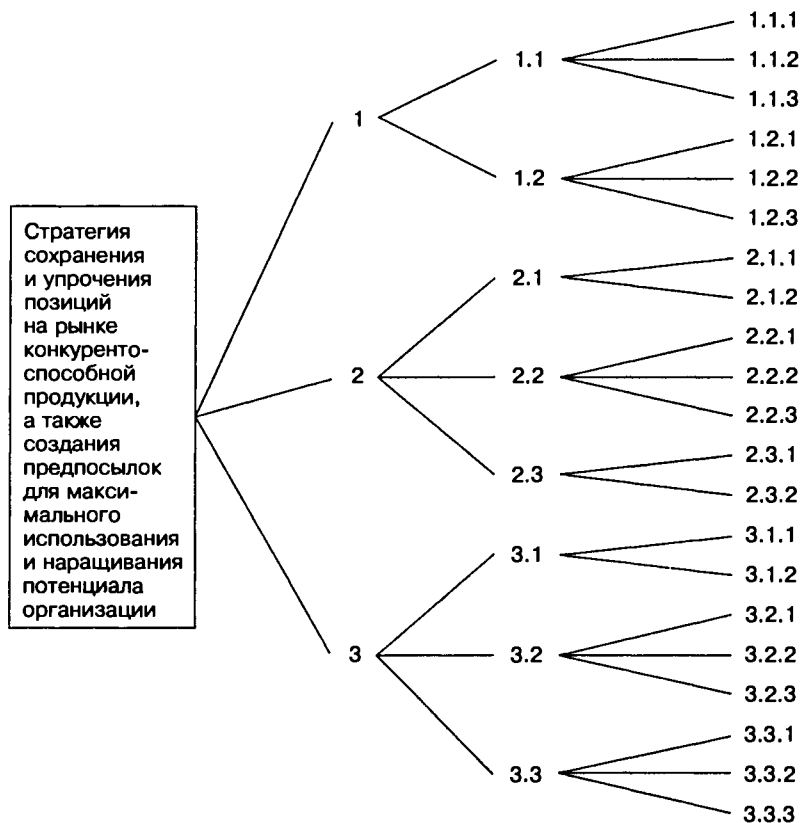 Стратегия
сохранения
и упрочения
позиций
на рынке
конкуренто-
способной
продукции,
а также
создания
предпосылок
для макси-
мального
использования
и наращивания
потенциала
организации
1
1.1
1.1.1
1.1.2
1.1.3
1.2
1.2.1
1.2.2
1.2.3
2
2.1
2.1.1
2.1.2
2.2
2.2.1
2.2.2
2.2.3
2.3
2.3.1
2.3.2
3
3.1
3.1.1
3.1.2
3.2
3.2.1
3.2.2
3.2.3
3.3
3.3.1
3.3.2
3.3.3